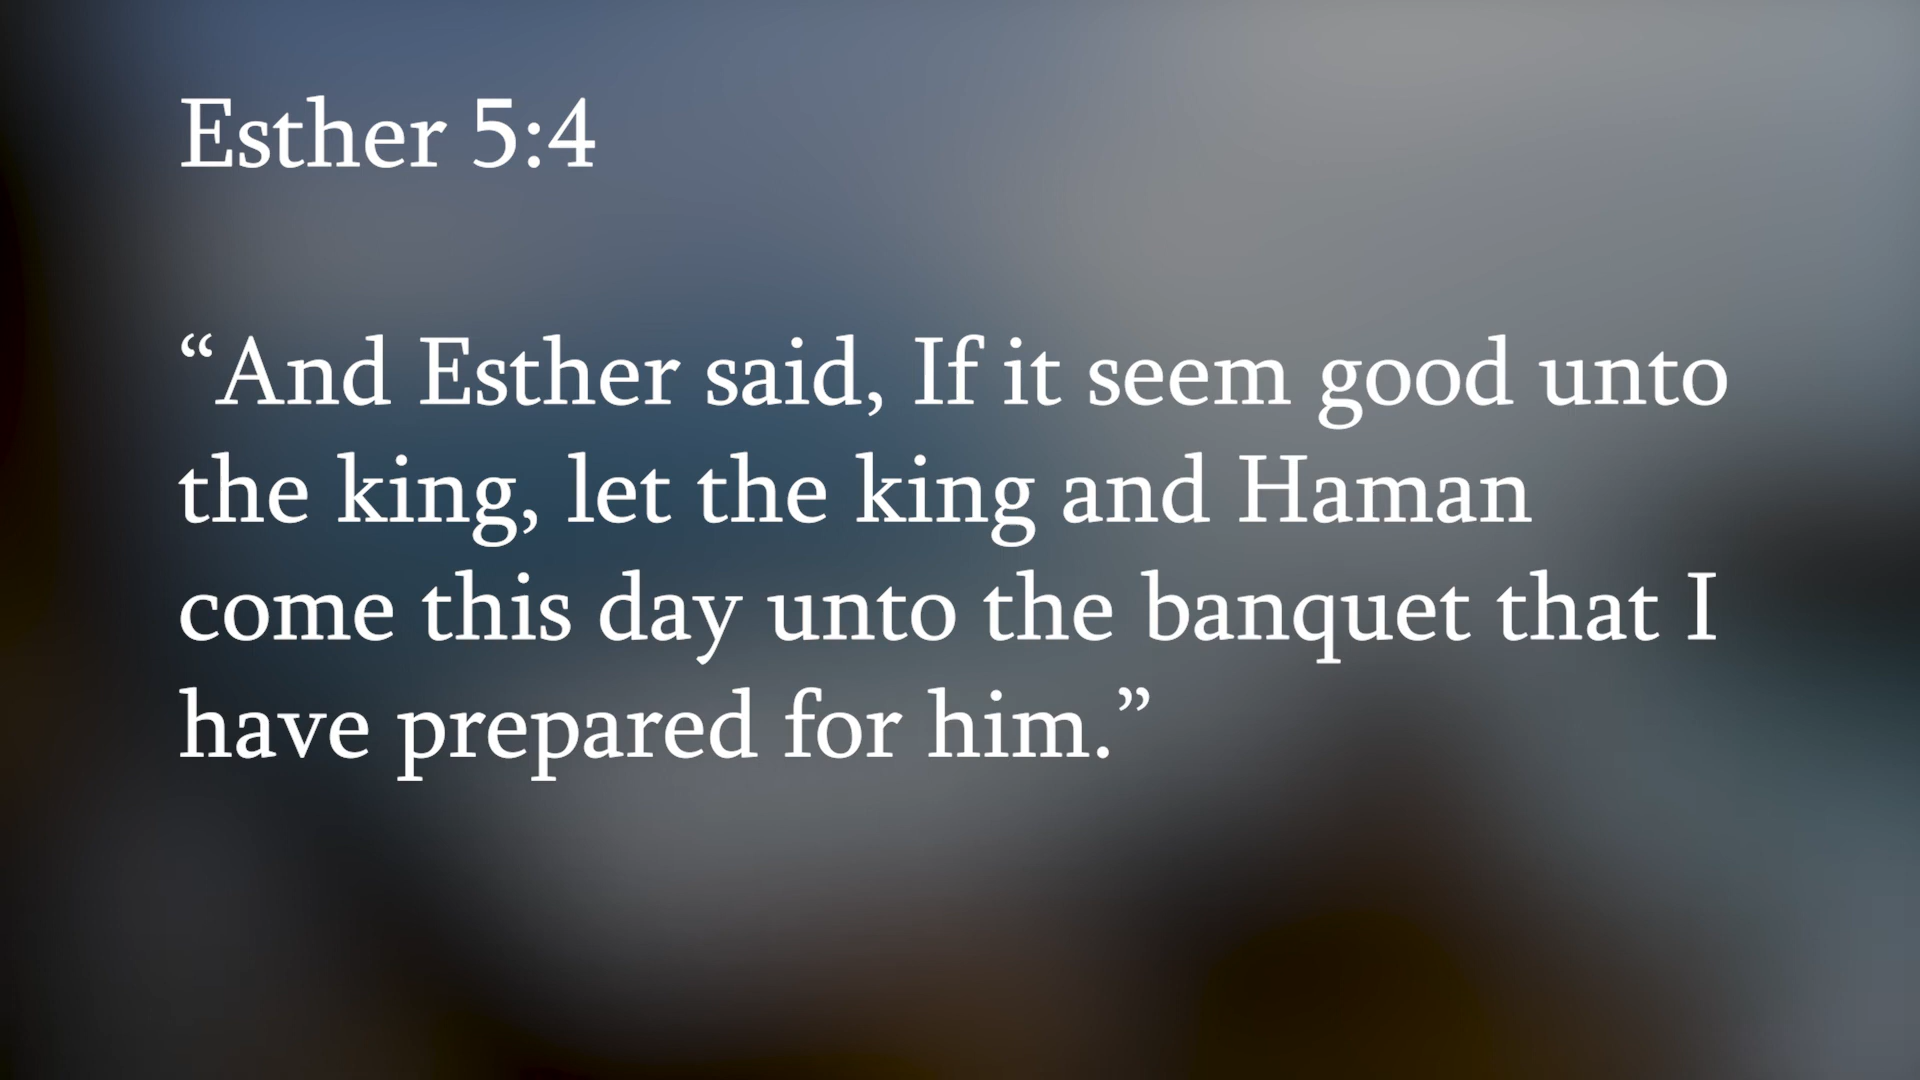 Esther 5:4
“And Esther said, If it seem good unto
the king, let the king and Haman
come this day unto the banquet that I
have prepared for him.”